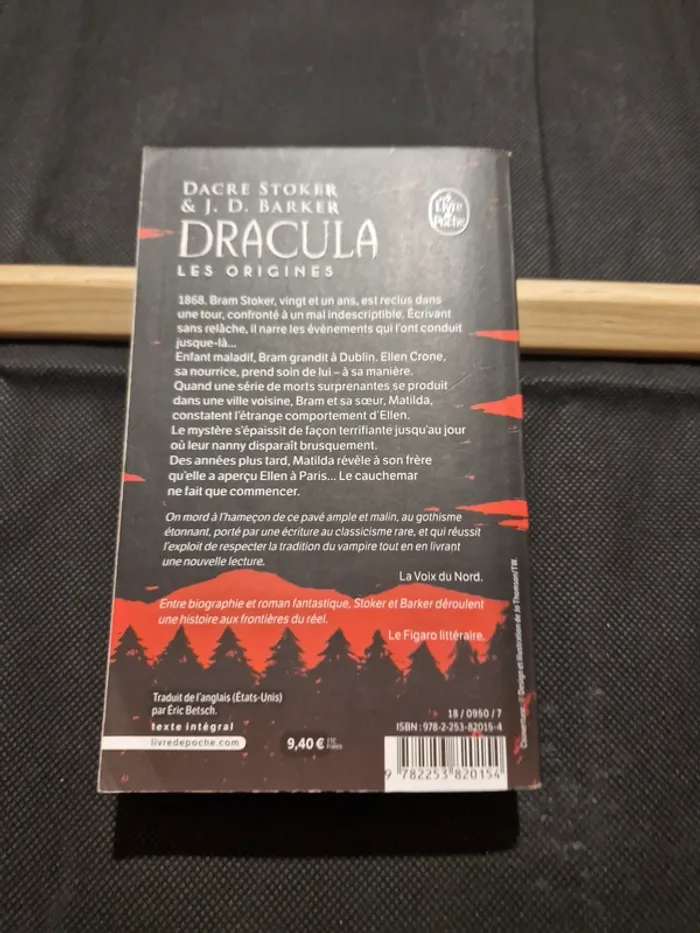 DACRE STOKER
& J. D. BARKER
DRACULA
LES ORIGINES
Le Livre de Poche
1868. Bram Stoker, vingt et un ans, est reclus dans
une tour, confronté à un mal indescriptible. Écrivant
sans relâche, il narre les évènements qui l'ont conduit
jusque-là...
Enfant maladif, Bram grandit à Dublin. Ellen Crone,
sa nourrice, prend soin de lui – à sa manière.
Quand une série de morts surprenantes se produit
dans une ville voisine, Bram et sa sœur, Matilda,
constatent l'étrange comportement d'Ellen.
Le mystère s'épaissit de façon terrifiante jusqu'au jour
où leur nanny disparaît brusquement.
Des années plus tard, Matilda révèle à son frère
qu'elle a aperçu Ellen à Paris... Le cauchemar
ne fait que commencer.
On mord à l'hameçon de ce pavé ample et malin, au gothisme
étonnant, porté par une écriture au classicisme rare, et qui réussit
l'exploit de respecter la tradition du vampire tout en en livrant
une nouvelle lecture.
La Voix du Nord.
Entre biographie et roman fantastique, Stoker et Barker déroulent
une histoire aux frontières du réel.
Le Figaro littéraire.
Traduit de l'anglais (États-Unis)
par Éric Betsch.
texte intégral
livredepoche.com
9,40 € TTC
FRANCE
18 / 0950 / 7
ISBN : 978-2-253-82015-4
9 782253 820154
Design et illustration de Jo Thomson/TW.